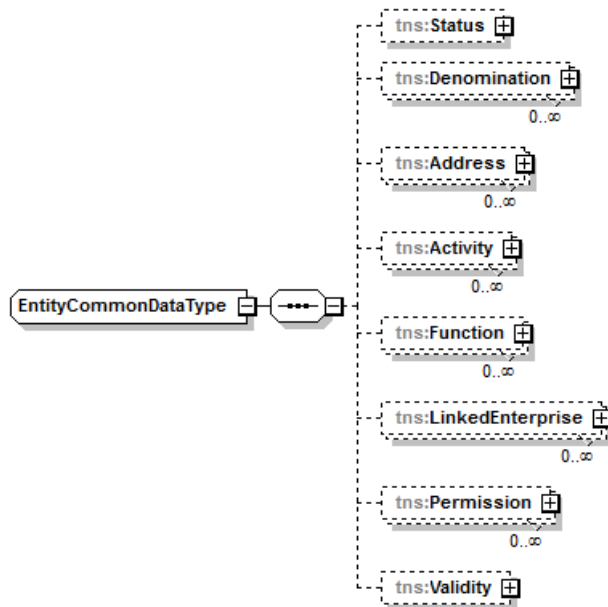 tns:Status
tns:Denomination
0..∞
tns:Address
0..∞
tns:Activity
0..∞
EntityCommonDataType
tns:Function
0..∞
tns:LinkedEnterprise
0..∞
tns:Permission
0..∞
tns:Validity